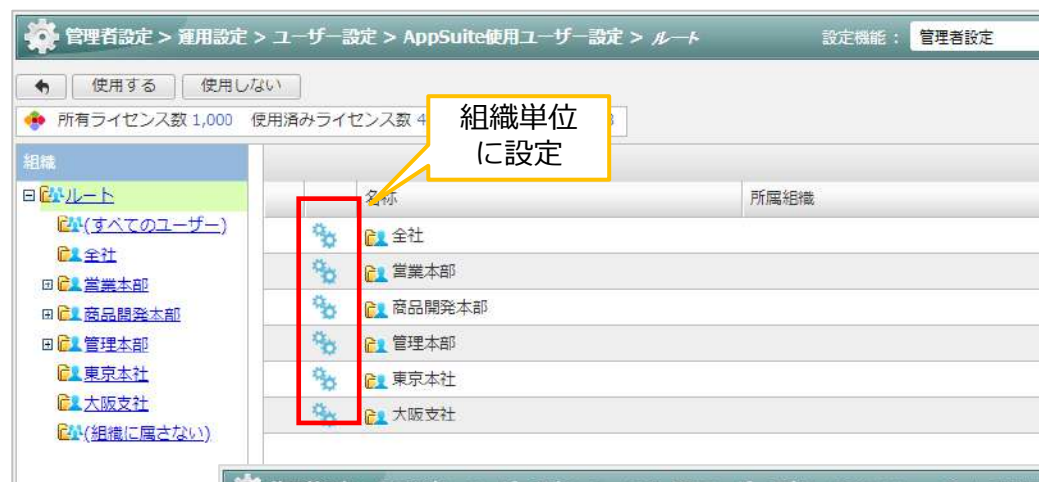 管理者設定 > 運用設定 > ユーザー設定 > AppSuite使用ユーザー設定 > ルート 設定機能： 管理者設定
使用する 使用しない
所有ライセンス数 1,000 使用済みライセンス数 4
組織単位
に設定
組織
ルート
(すべてのユーザー)
全社
営業本部
商品開発本部
管理本部
東京本社
大阪支社
(組織に属さない)
名称 所属組織
全社
営業本部
商品開発本部
管理本部
東京本社
大阪支社